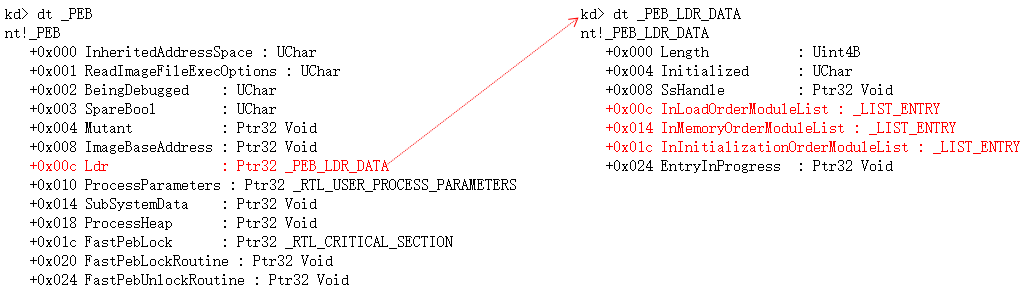 kd> dt _PEB
nt!_PEB
+0x000 InheritedAddressSpace : UChar
+0x001 ReadImageFileExecOptions : UChar
+0x002 BeingDebugged : UChar
+0x003 SpareBool : UChar
+0x004 Mutant : Ptr32 Void
+0x008 ImageBaseAddress : Ptr32 Void
+0x00c Ldr : Ptr32 _PEB_LDR_DATA
+0x010 ProcessParameters : Ptr32 _RTL_USER_PROCESS_PARAMETERS
+0x014 SubSystemData : Ptr32 Void
+0x018 ProcessHeap : Ptr32 Void
+0x01c FastPebLock : Ptr32 _RTL_CRITICAL_SECTION
+0x020 FastPebLockRoutine : Ptr32 Void
+0x024 FastPebUnlockRoutine : Ptr32 Void
kd> dt _PEB_LDR_DATA
nt!_PEB_LDR_DATA
+0x000 Length : Uint4B
+0x004 Initialized : UChar
+0x008 SsHandle : Ptr32 Void
+0x00c InLoadOrderModuleList : _LIST_ENTRY
+0x014 InMemoryOrderModuleList : _LIST_ENTRY
+0x01c InInitializationOrderModuleList : _LIST_ENTRY
+0x024 EntryInProgress : Ptr32 Void